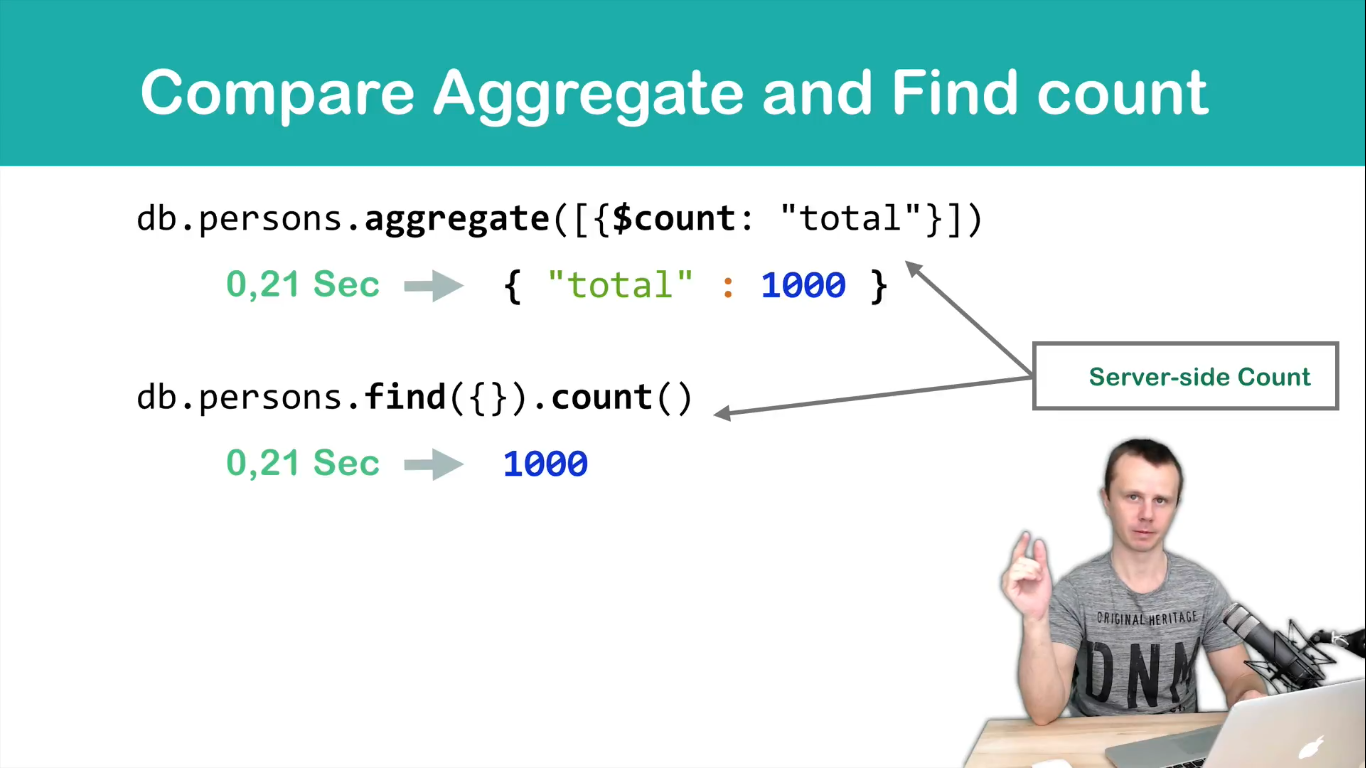 Compare Aggregate and Find count
db.persons.aggregate([{$count: "total"}])
0,21 Sec
{ "total" : 1000 }
Server-side Count
db.persons.find({}).count()
0,21 Sec
1000
ORIGINAL HERITAGE
DNM